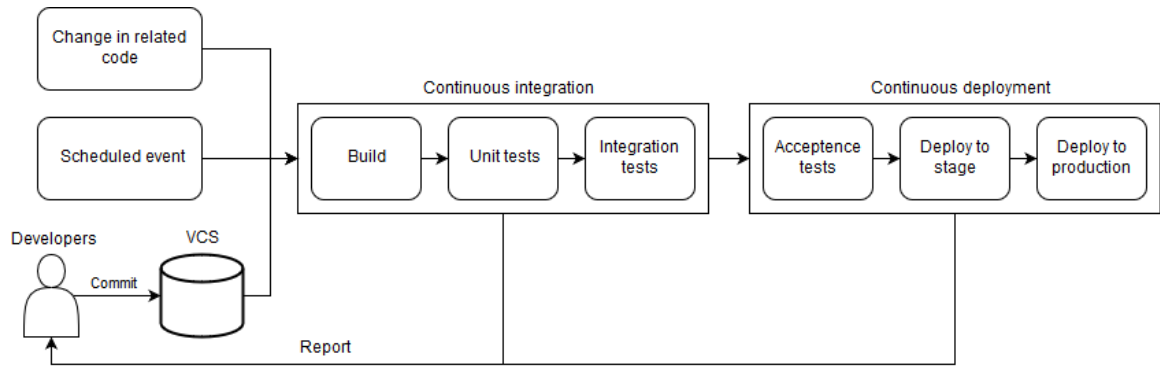 Change in related
code
Continuous integration
Continuous deployment
Scheduled event
Build
Unit tests
Integration
tests
Acceptence
tests
Deploy to
stage
Deploy to
production
Developers
VCS
Commit
Report